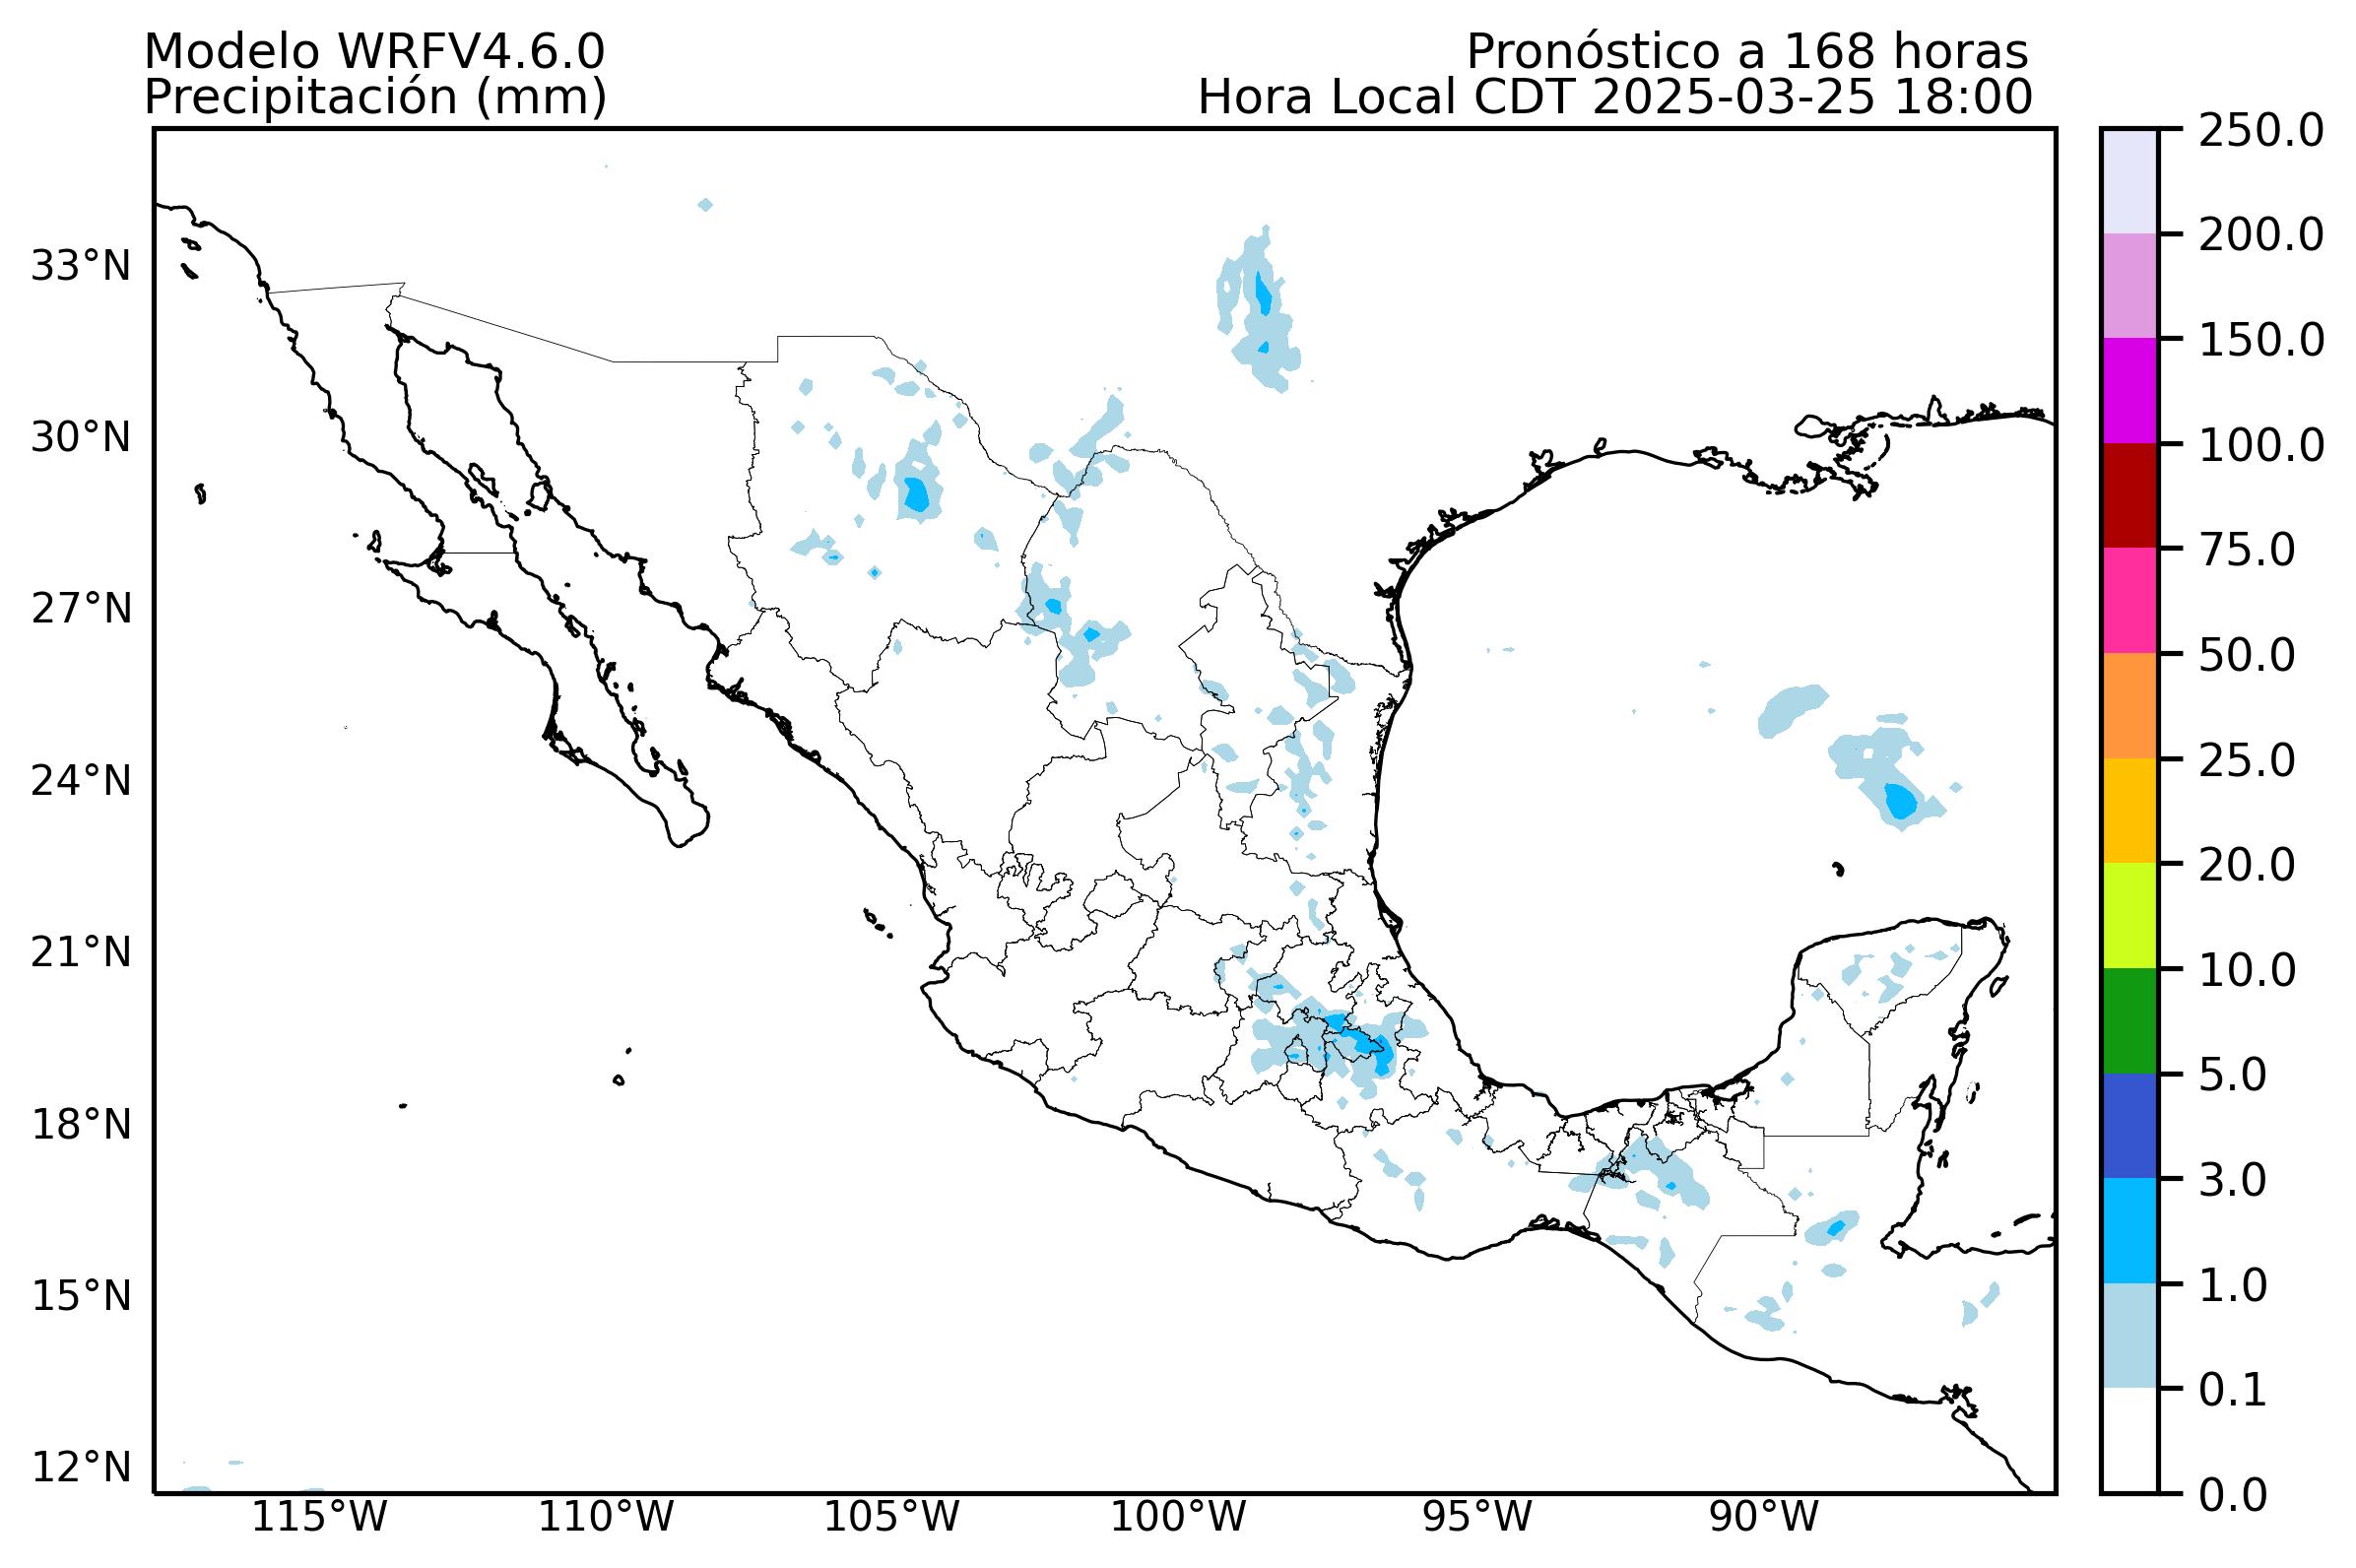 Modelo WRFV4.6.0
Pronóstico a 168 horas
Precipitación (mm)
Hora Local CDT 2025-03-25 18:00
33°N
30°N
27°N
24°N
21°N
18°N
15°N
12°N
115°W
110°W
105°W
100°W
95°W
90°W
250.0
200.0
150.0
100.0
75.0
50.0
25.0
20.0
10.0
5.0
3.0
1.0
0.1
0.0